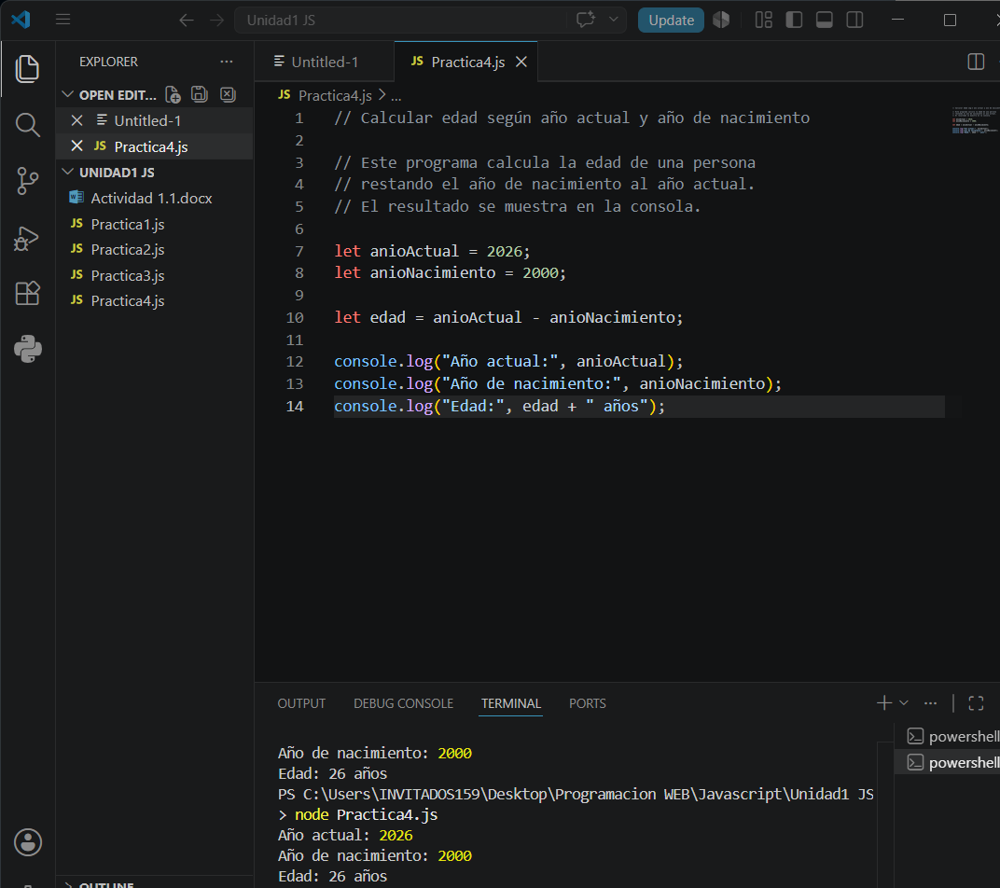 Unidad1 JS
Update
EXPLORER
OPEN EDIT...
Untitled-1
JS Practica4.js
UNIDAD1 JS
Actividad 1.1.docx
JS Practica1.js
JS Practica2.js
JS Practica3.js
JS Practica4.js
OUTLINE
Untitled-1
JS Practica4.js
JS Practica4.js > ...
1 // Calcular edad según año actual y año de nacimiento
2
3 // Este programa calcula la edad de una persona
4 // restando el año de nacimiento al año actual.
5 // El resultado se muestra en la consola.
6
7 let anioActual = 2026;
8 let anioNacimiento = 2000;
9
10 let edad = anioActual - anioNacimiento;
11
12 console.log("Año actual:", anioActual);
13 console.log("Año de nacimiento:", anioNacimiento);
14 console.log("Edad:", edad + " años");
OUTPUT DEBUG CONSOLE TERMINAL PORTS
Año de nacimiento: 2000
Edad: 26 años
PS C:\Users\INVITADOS159\Desktop\Programacion WEB\Javascript\Unidad1 JS
> node Practica4.js
Año actual: 2026
Año de nacimiento: 2000
Edad: 26 años
powershell
powershell